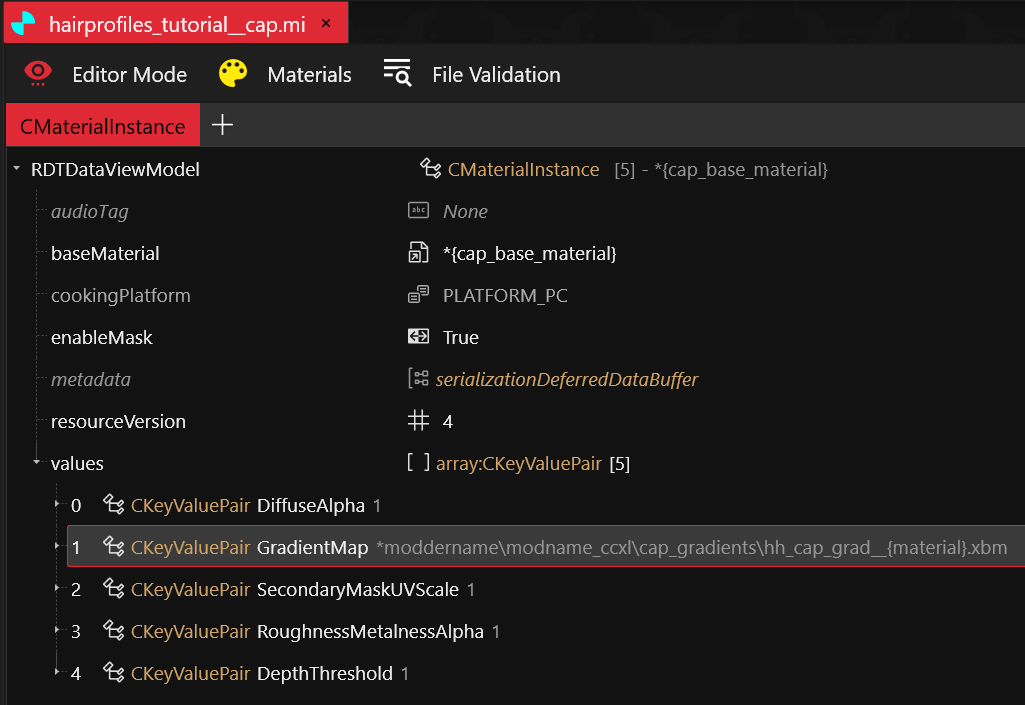 hairprofiles_tutorial__cap.mi ×
Editor Mode Materials File Validation
CMaterialInstance +
RDTDataViewModel CMaterialInstance [5] - *{cap_base_material}
audioTag abc None
baseMaterial *{cap_base_material}
cookingPlatform PLATFORM_PC
enableMask True
metadata serializationDeferredDataBuffer
resourceVersion # 4
values [ ] array:CKeyValuePair [5]
0 CKeyValuePair DiffuseAlpha 1
1 CKeyValuePair GradientMap *moddername\modname_ccxl\cap_gradients\hh_cap_grad__{material}.xbm
2 CKeyValuePair SecondaryMaskUVScale 1
3 CKeyValuePair RoughnessMetalnessAlpha 1
4 CKeyValuePair DepthThreshold 1